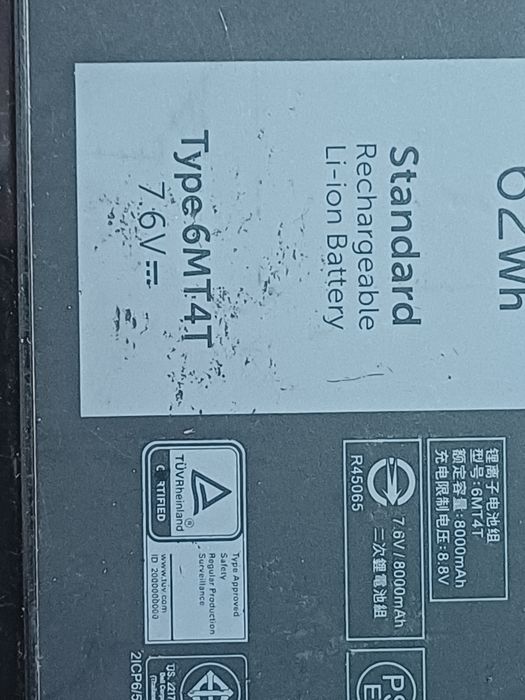 62Wh
Standard
Rechargeable
Li-ion Battery
Type 6MT4T
7.6V
锂离子电池组
型号:6MT4T
额定容量:8000mAh
充电限制电压:8.8V
7.6V/8000mAh
二次鋰電池組
R45065
PS
E
TÜVRheinland
CERTIFIED
Type Approved
Safety
Regular Production
Surveillance
www.tuv.com
ID 2000000000